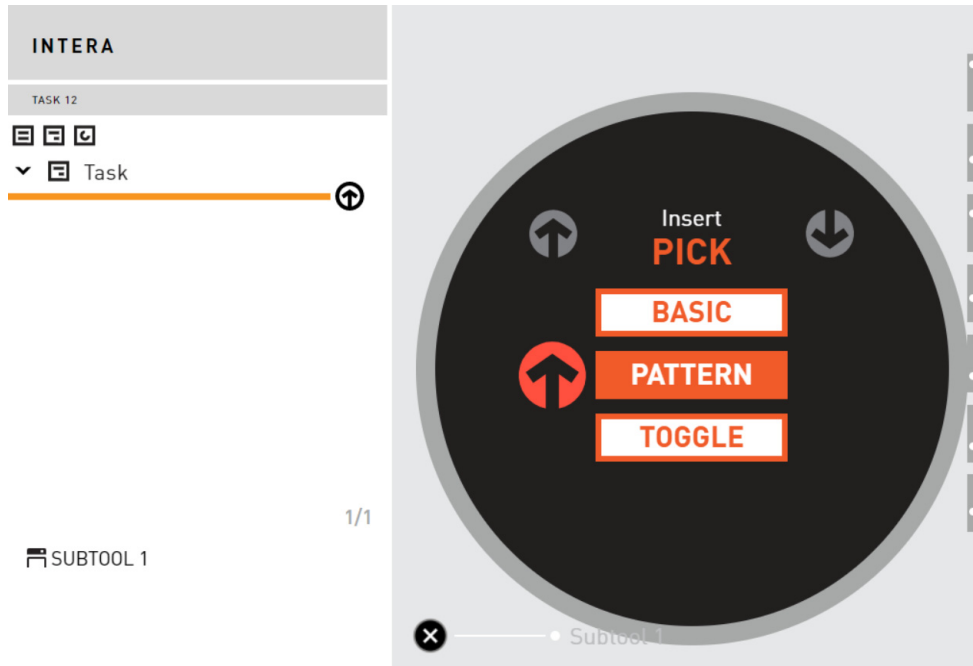 INTERA
TASK 12
Task
1/1
SUBTOOL 1
Insert
PICK
BASIC
PATTERN
TOGGLE
Subtool 1